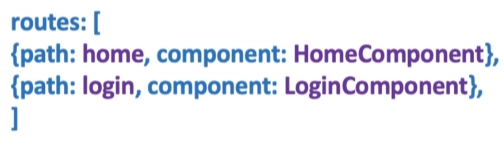 routes: [
{path: home, component: HomeComponent},
{path: login, component: LoginComponent},
]